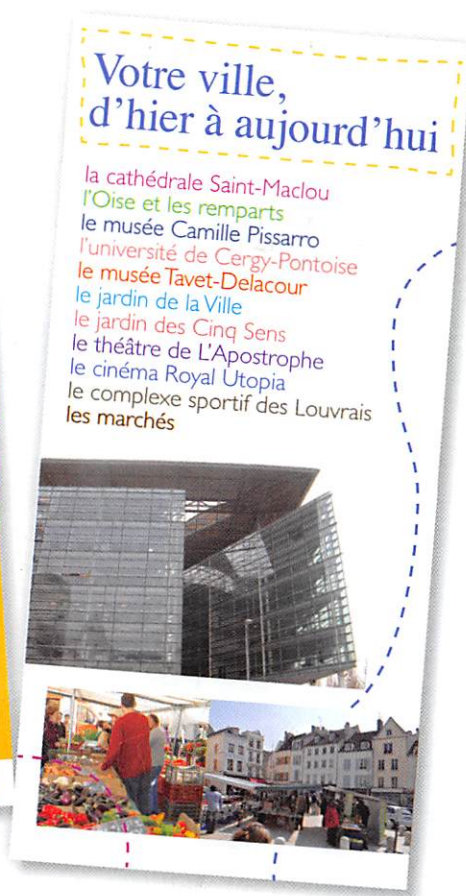 Votre ville,
d'hier à aujourd'hui
la cathédrale Saint-Maclou
l'Oise et les remparts
le musée Camille Pissarro
l'université de Cergy-Pontoise
le musée Tavet-Delacour
le jardin de la Ville
le jardin des Cinq Sens
le théâtre de L'Apostrophe
le cinéma Royal Utopia
le complexe sportif des Louvrais
les marchés